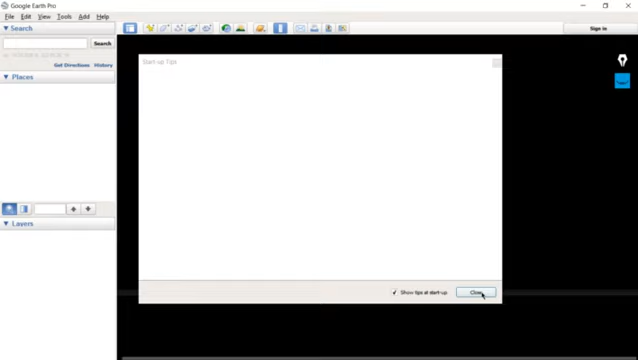 Google Earth Pro
File Edit View Tools Add Help
Search
Sign in
Search
Get Directions History
Places
Start-up Tips
Layers
Show tips at start-up
Close